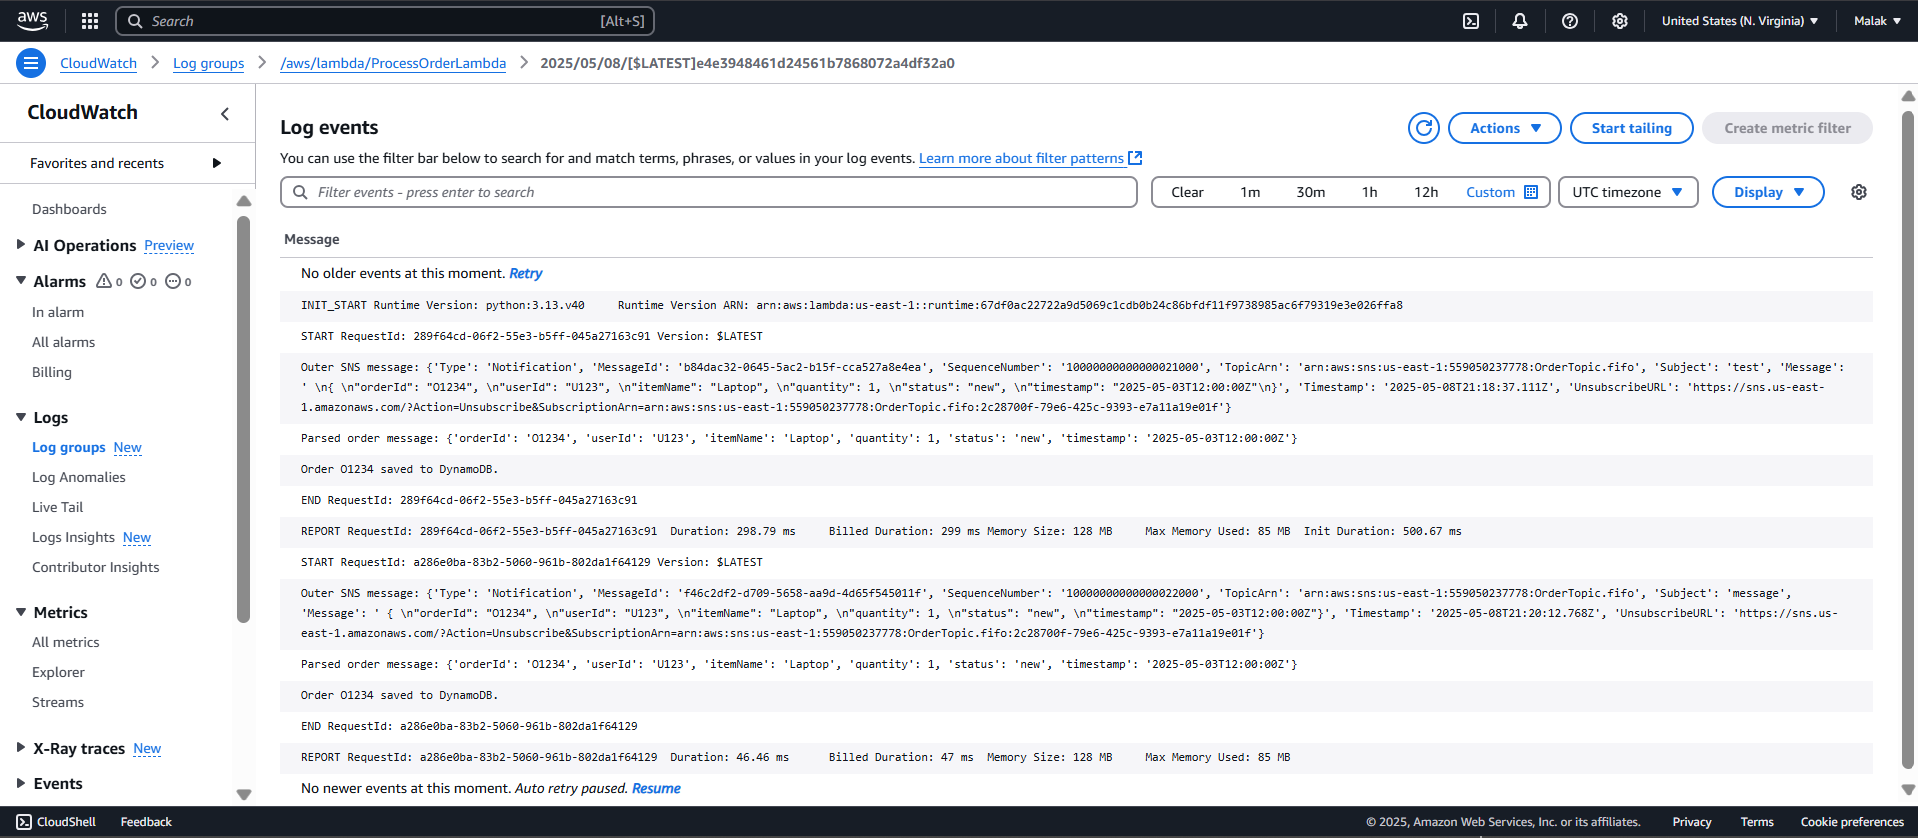 aws
Search [Alt+S]
United States (N. Virginia)
Malak
CloudWatch
Log groups
/aws/lambda/ProcessOrderLambda
2025/05/08/[$LATEST]e4e3948461d24561b7868072a4df32a0
CloudWatch
Favorites and recents
Dashboards
AI Operations Preview
Alarms 0 0 0
In alarm
All alarms
Billing
Logs
Log groups New
Log Anomalies
Live Tail
Logs Insights New
Contributor Insights
Metrics
All metrics
Explorer
Streams
X-Ray traces New
Events
Log events
Actions
Start tailing
Create metric filter
You can use the filter bar below to search for and match terms, phrases, or values in your log events. Learn more about filter patterns
Filter events - press enter to search
Clear 1m 30m 1h 12h Custom
UTC timezone
Display
Message
No older events at this moment. Retry
INIT_START Runtime Version: python:3.13.v40 Runtime Version ARN: arn:aws:lambda:us-east-1::runtime:67df0ac22722a9d5069c1cdb0b24c86bfdf11f9738985ac6f79319e3e026ffa8
START RequestId: 289f64cd-06f2-55e3-b5ff-045a27163c91 Version: $LATEST
Outer SNS message: {'Type': 'Notification', 'MessageId': 'b84dac32-0645-5ac2-b15f-cca527a8e4ea', 'SequenceNumber': '10000000000000021000', 'TopicArn': 'arn:aws:sns:us-east-1:559050237778:OrderTopic.fifo', 'Subject': 'test', 'Message':
' \n{ \n"orderId": "O1234", \n"userId": "U123", \n"itemName": "Laptop", \n"quantity": 1, \n"status": "new", \n"timestamp": "2025-05-03T12:00:00Z"\n}', 'Timestamp': '2025-05-08T21:18:37.111Z', 'UnsubscribeURL': 'https://sns.us-east-
1.amazonaws.com/?Action=Unsubscribe&SubscriptionArn=arn:aws:sns:us-east-1:559050237778:OrderTopic.fifo:2c28700f-79e6-425c-9393-e7a11a19e01f'}
Parsed order message: {'orderId': 'O1234', 'userId': 'U123', 'itemName': 'Laptop', 'quantity': 1, 'status': 'new', 'timestamp': '2025-05-03T12:00:00Z'}
Order O1234 saved to DynamoDB.
END RequestId: 289f64cd-06f2-55e3-b5ff-045a27163c91
REPORT RequestId: 289f64cd-06f2-55e3-b5ff-045a27163c91 Duration: 298.79 ms Billed Duration: 299 ms Memory Size: 128 MB Max Memory Used: 85 MB Init Duration: 500.67 ms
START RequestId: a286e0ba-83b2-5060-961b-802da1f64129 Version: $LATEST
Outer SNS message: {'Type': 'Notification', 'MessageId': 'f46c2df2-d709-5658-aa9d-4d65f545011f', 'SequenceNumber': '10000000000000022000', 'TopicArn': 'arn:aws:sns:us-east-1:559050237778:OrderTopic.fifo', 'Subject': 'message',
'Message': ' { \n"orderId": "O1234", \n"userId": "U123", \n"itemName": "Laptop", \n"quantity": 1, \n"status": "new", \n"timestamp": "2025-05-03T12:00:00Z"}', 'Timestamp': '2025-05-08T21:20:12.768Z', 'UnsubscribeURL': 'https://sns.us-
east-1.amazonaws.com/?Action=Unsubscribe&SubscriptionArn=arn:aws:sns:us-east-1:559050237778:OrderTopic.fifo:2c28700f-79e6-425c-9393-e7a11a19e01f'}
Parsed order message: {'orderId': 'O1234', 'userId': 'U123', 'itemName': 'Laptop', 'quantity': 1, 'status': 'new', 'timestamp': '2025-05-03T12:00:00Z'}
Order O1234 saved to DynamoDB.
END RequestId: a286e0ba-83b2-5060-961b-802da1f64129
REPORT RequestId: a286e0ba-83b2-5060-961b-802da1f64129 Duration: 46.46 ms Billed Duration: 47 ms Memory Size: 128 MB Max Memory Used: 85 MB
No newer events at this moment. Auto retry paused. Resume
CloudShell Feedback
© 2025, Amazon Web Services, Inc. or its affiliates. Privacy Terms Cookie preferences